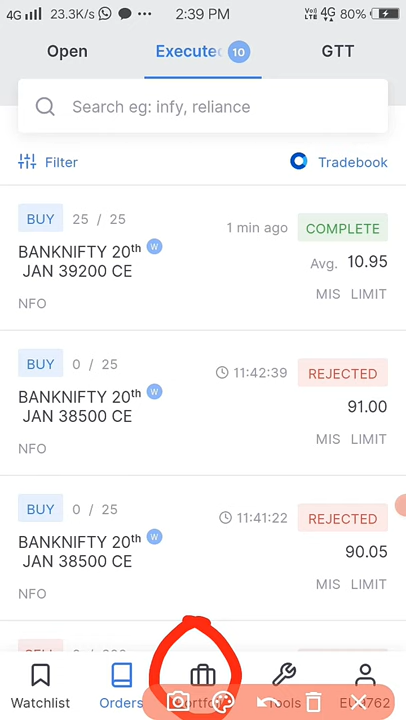 4G 23.3K/s ••• 2:39 PM VoD LTE 4G 80%
Open Execute 10 GTT
Search eg: infy, reliance
Filter Tradebook
BUY 25 / 25 1 min ago COMPLETE
BANKNIFTY 20th W Avg. 10.95
JAN 39200 CE
NFO MIS LIMIT
BUY 0 / 25 11:42:39 REJECTED
BANKNIFTY 20th W 91.00
JAN 38500 CE
NFO MIS LIMIT
BUY 0 / 25 11:41:22 REJECTED
BANKNIFTY 20th W 90.05
JAN 38500 CE
NFO MIS LIMIT
Watchlist Orders Tools